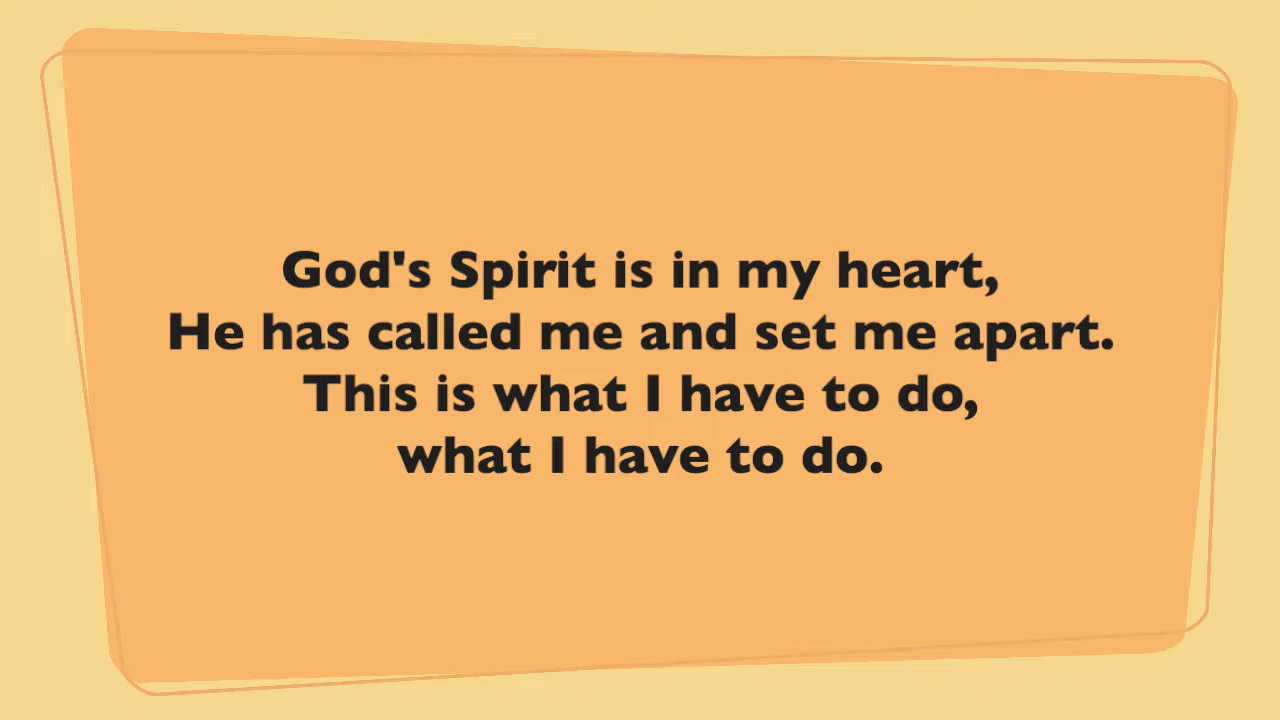 God's Spirit is in my heart,
He has called me and set me apart.
This is what I have to do,
what I have to do.